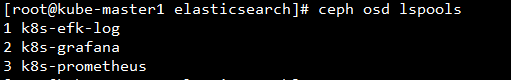 [root@kube-master1 elasticsearch]# ceph osd lspools
1 k8s-efk-log
2 k8s-grafana
3 k8s-prometheus